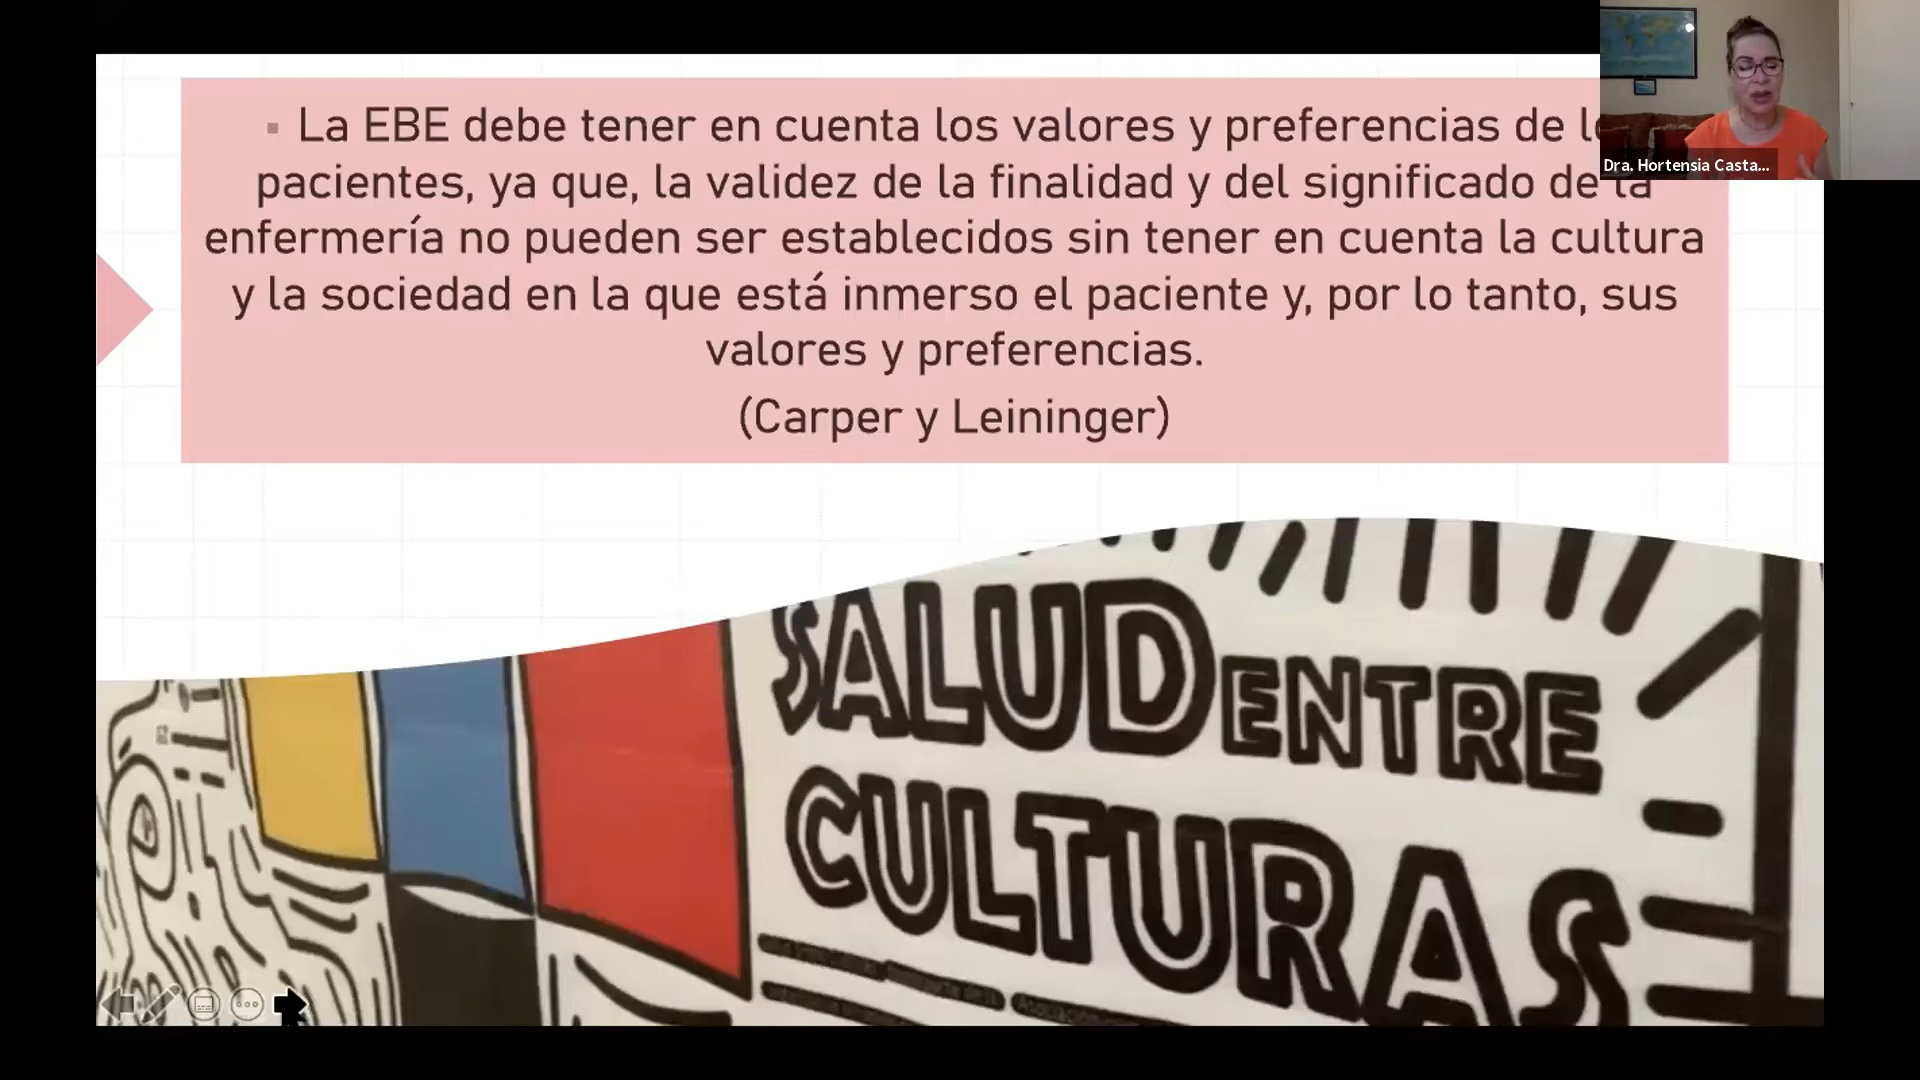 ▪ La EBE debe tener en cuenta los valores y preferencias de
pacientes, ya que, la validez de la finalidad y del significado de la
enfermería no pueden ser establecidos sin tener en cuenta la cultura
y la sociedad en la que está inmerso el paciente y, por lo tanto, sus
valores y preferencias.
(Carper y Leininger)
Dra. Hortensia Casta...
SALUD ENTRE
CULTURAS